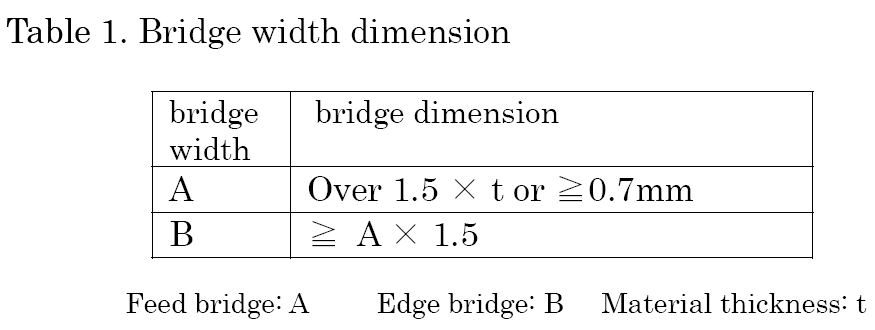 Table 1. Bridge width dimension
bridge width
bridge dimension
A
Over 1.5 × t or ≧0.7mm
B
≧ A × 1.5
Feed bridge: A Edge bridge: B Material thickness: t